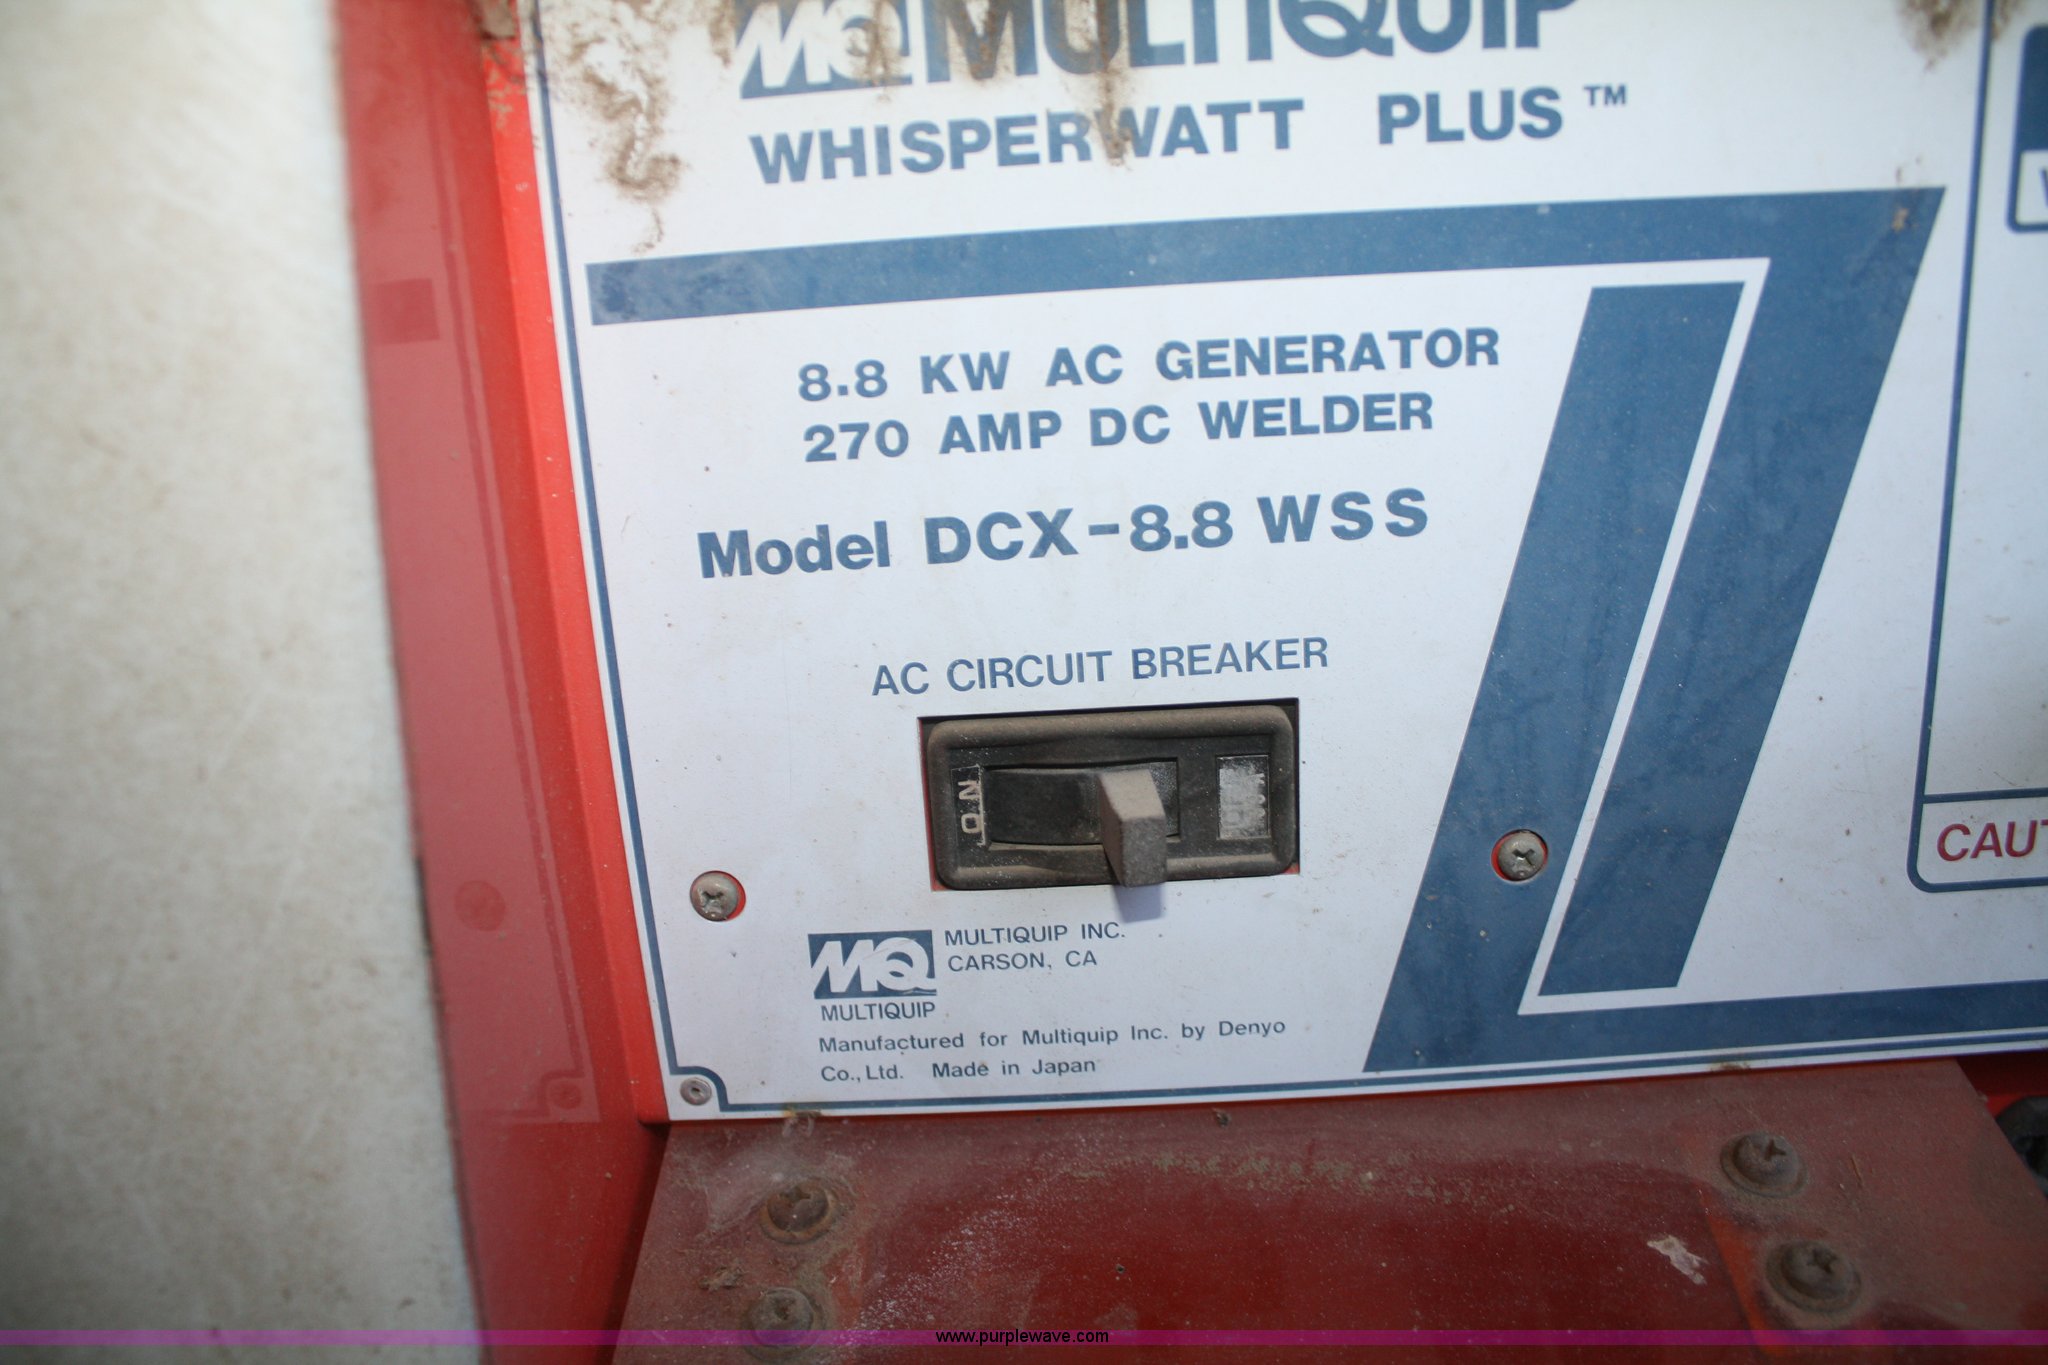 MQ MULTIQUIP
WHISPERWATT PLUS™
8.8 KW AC GENERATOR
270 AMP DC WELDER
Model DCX-8.8 WSS
AC CIRCUIT BREAKER
ON
CAUT
MQ
MULTIQUIP
MULTIQUIP INC.
CARSON, CA
Manufactured for Multiquip Inc. by Denyo
Co., Ltd. Made in Japan
www.purplewave.com